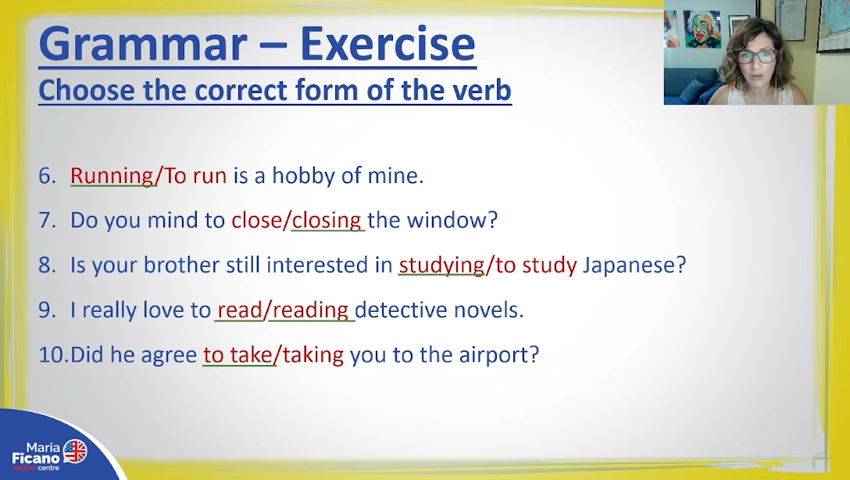 Grammar – Exercise
Choose the correct form of the verb
6. Running/To run is a hobby of mine.
7. Do you mind to close/closing the window?
8. Is your brother still interested in studying/to study Japanese?
9. I really love to read/reading detective novels.
10.Did he agree to take/taking you to the airport?
Maria
Ficano
english centre